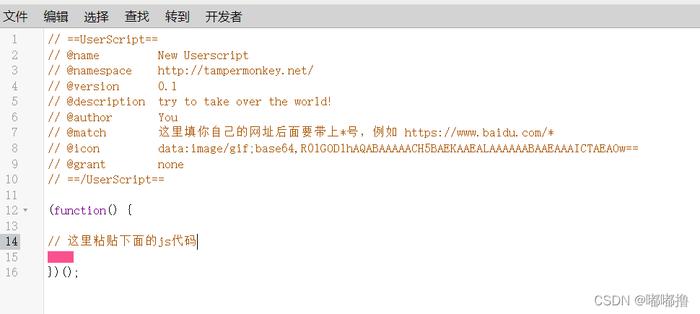 文件 编辑 选择 查找 转到 开发者
1 // ==UserScript==
2 // @name New Userscript
3 // @namespace http://tampermonkey.net/
4 // @version 0.1
5 // @description try to take over the world!
6 // @author You
7 // @match 这里填你自己的网址后面要带上*号，例如 https://www.baidu.com/*
8 // @icon data:image/gif;base64,R0lGODlhAQABAAAAACH5BAEKAAEALAAAAAABAAEAAAICTAEAOw==
9 // @grant none
10 // ==/UserScript==
11
12 (function() {
13
14 // 这里粘贴下面的js代码
15
16 })();
CSDN @嘟嘟撸